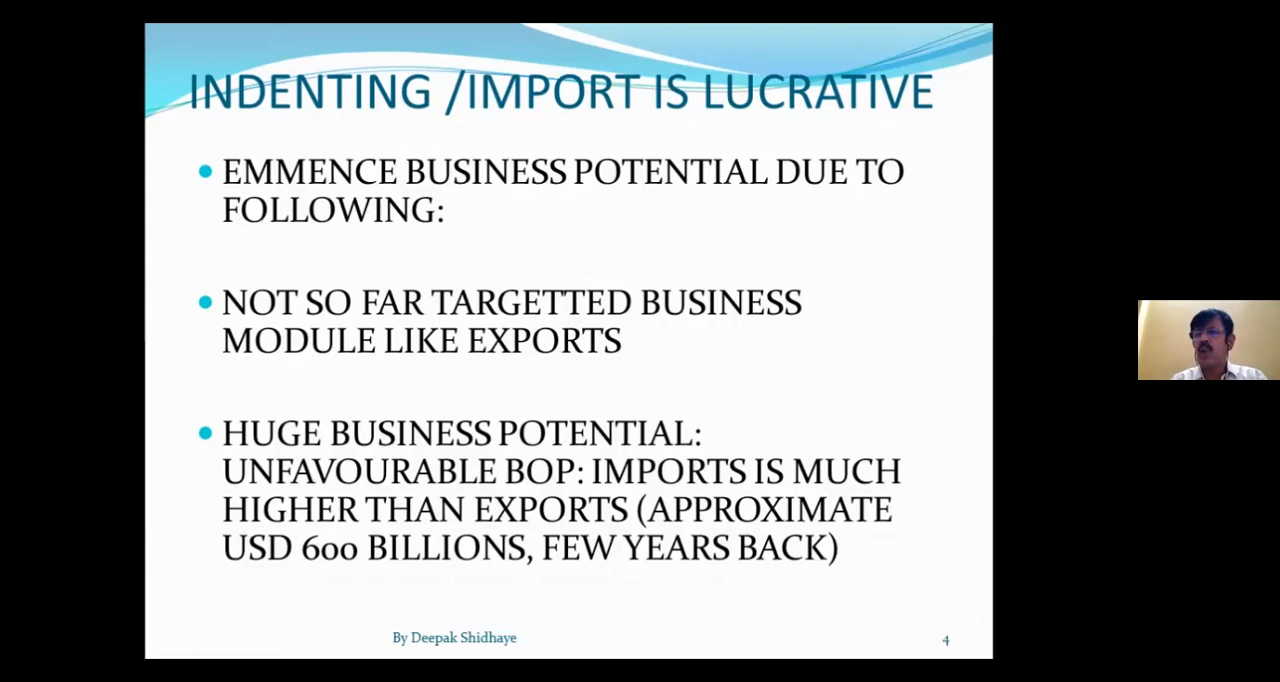 INDENTING /IMPORT IS LUCRATIVE
EMMENCE BUSINESS POTENTIAL DUE TO
FOLLOWING:
NOT SO FAR TARGETTED BUSINESS
MODULE LIKE EXPORTS
HUGE BUSINESS POTENTIAL:
UNFAVOURABLE BOP: IMPORTS IS MUCH
HIGHER THAN EXPORTS (APPROXIMATE
USD 600 BILLIONS, FEW YEARS BACK)
By Deepak Shidhaye
4